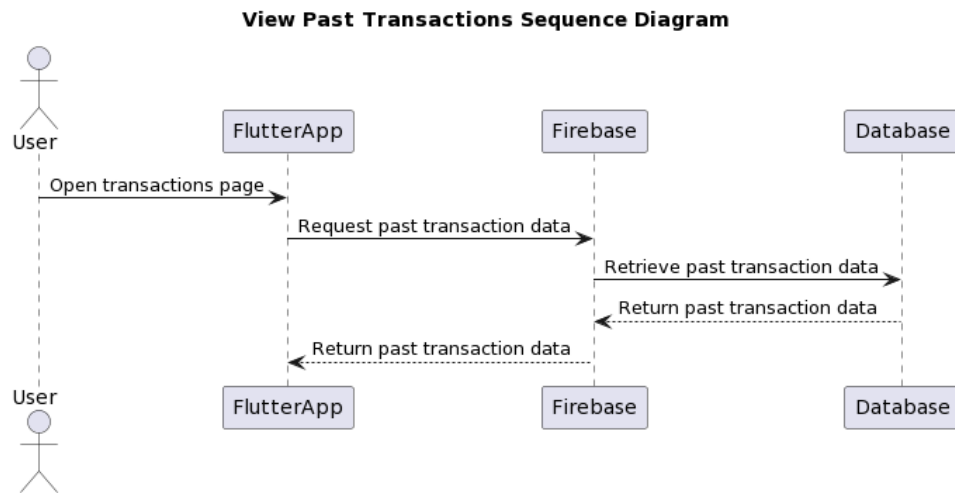 View Past Transactions Sequence Diagram
User
FlutterApp
Firebase
Database
Open transactions page
Request past transaction data
Retrieve past transaction data
Return past transaction data
Return past transaction data
User
FlutterApp
Firebase
Database